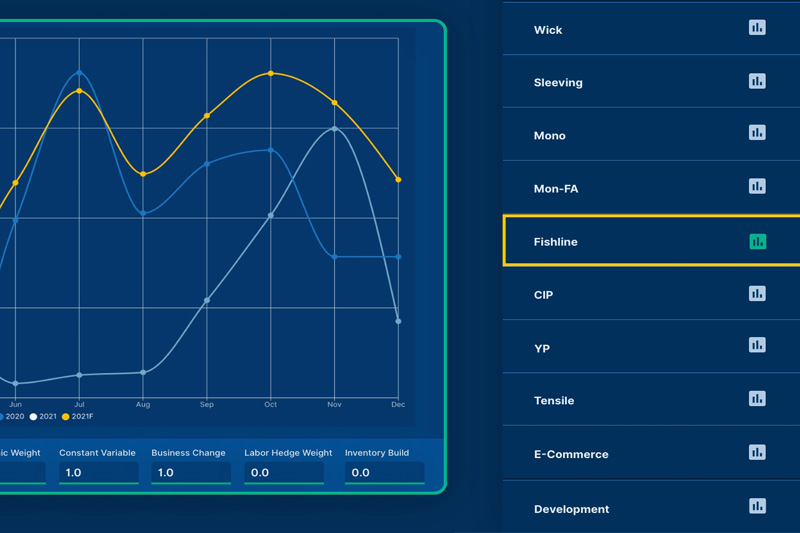 Jun Jul Aug Sep Oct Nov Dec
2020 2021 2021F
ic Weight Constant Variable Business Change Labor Hedge Weight Inventory Build
1.0 1.0 0.0 0.0
Wick
Sleeving
Mono
Mon-FA
Fishline
CIP
YP
Tensile
E-Commerce
Development